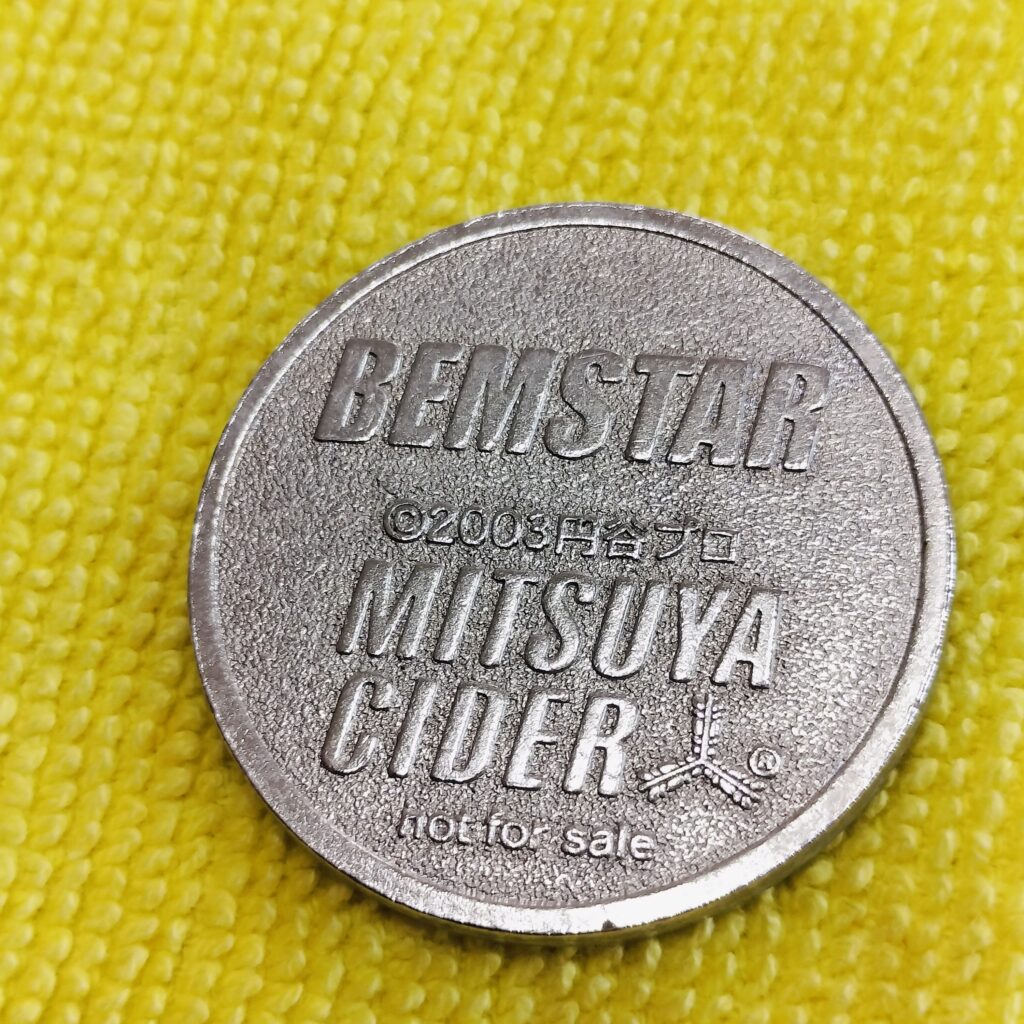 BEMSTAR
©2003円谷プロ
MITSUYA
CIDER ®
not for sale